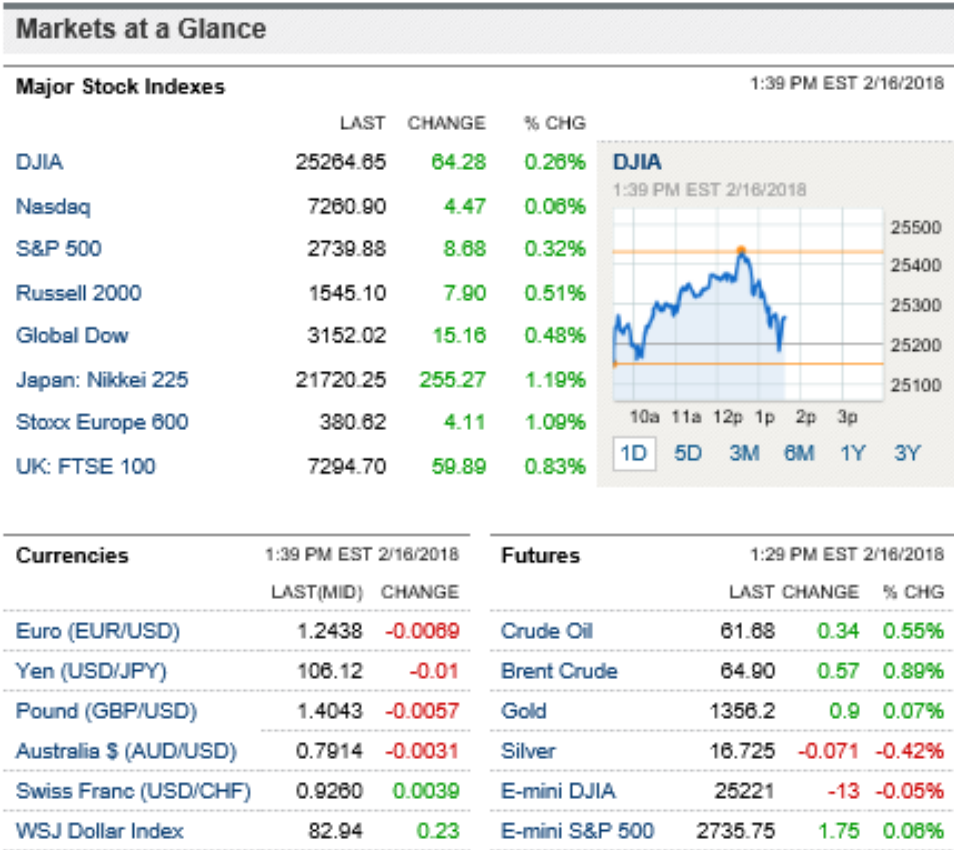 Markets at a Glance
Major Stock Indexes 1:39 PM EST 2/16/2018
LAST CHANGE % CHG
DJIA 25264.65 64.28 0.26%
Nasdaq 7260.90 4.47 0.06%
S&P 500 2739.88 8.68 0.32%
Russell 2000 1545.10 7.90 0.51%
Global Dow 3152.02 15.16 0.48%
Japan: Nikkei 225 21720.25 255.27 1.19%
Stoxx Europe 600 380.62 4.11 1.09%
UK: FTSE 100 7294.70 59.89 0.83%
DJIA
1:39 PM EST 2/16/2018
25500
25400
25300
25200
25100
10a 11a 12p 1p 2p 3p
1D 5D 3M 6M 1Y 3Y
Currencies 1:39 PM EST 2/16/2018
LAST(MID) CHANGE
Euro (EUR/USD) 1.2438 -0.0069
Yen (USD/JPY) 106.12 -0.01
Pound (GBP/USD) 1.4043 -0.0057
Australia $ (AUD/USD) 0.7914 -0.0031
Swiss Franc (USD/CHF) 0.9260 0.0039
WSJ Dollar Index 82.94 0.23
Futures 1:29 PM EST 2/16/2018
LAST CHANGE % CHG
Crude Oil 61.68 0.34 0.55%
Brent Crude 64.90 0.57 0.89%
Gold 1356.2 0.9 0.07%
Silver 16.725 -0.071 -0.42%
E-mini DJIA 25221 -13 -0.05%
E-mini S&P 500 2735.75 1.75 0.06%